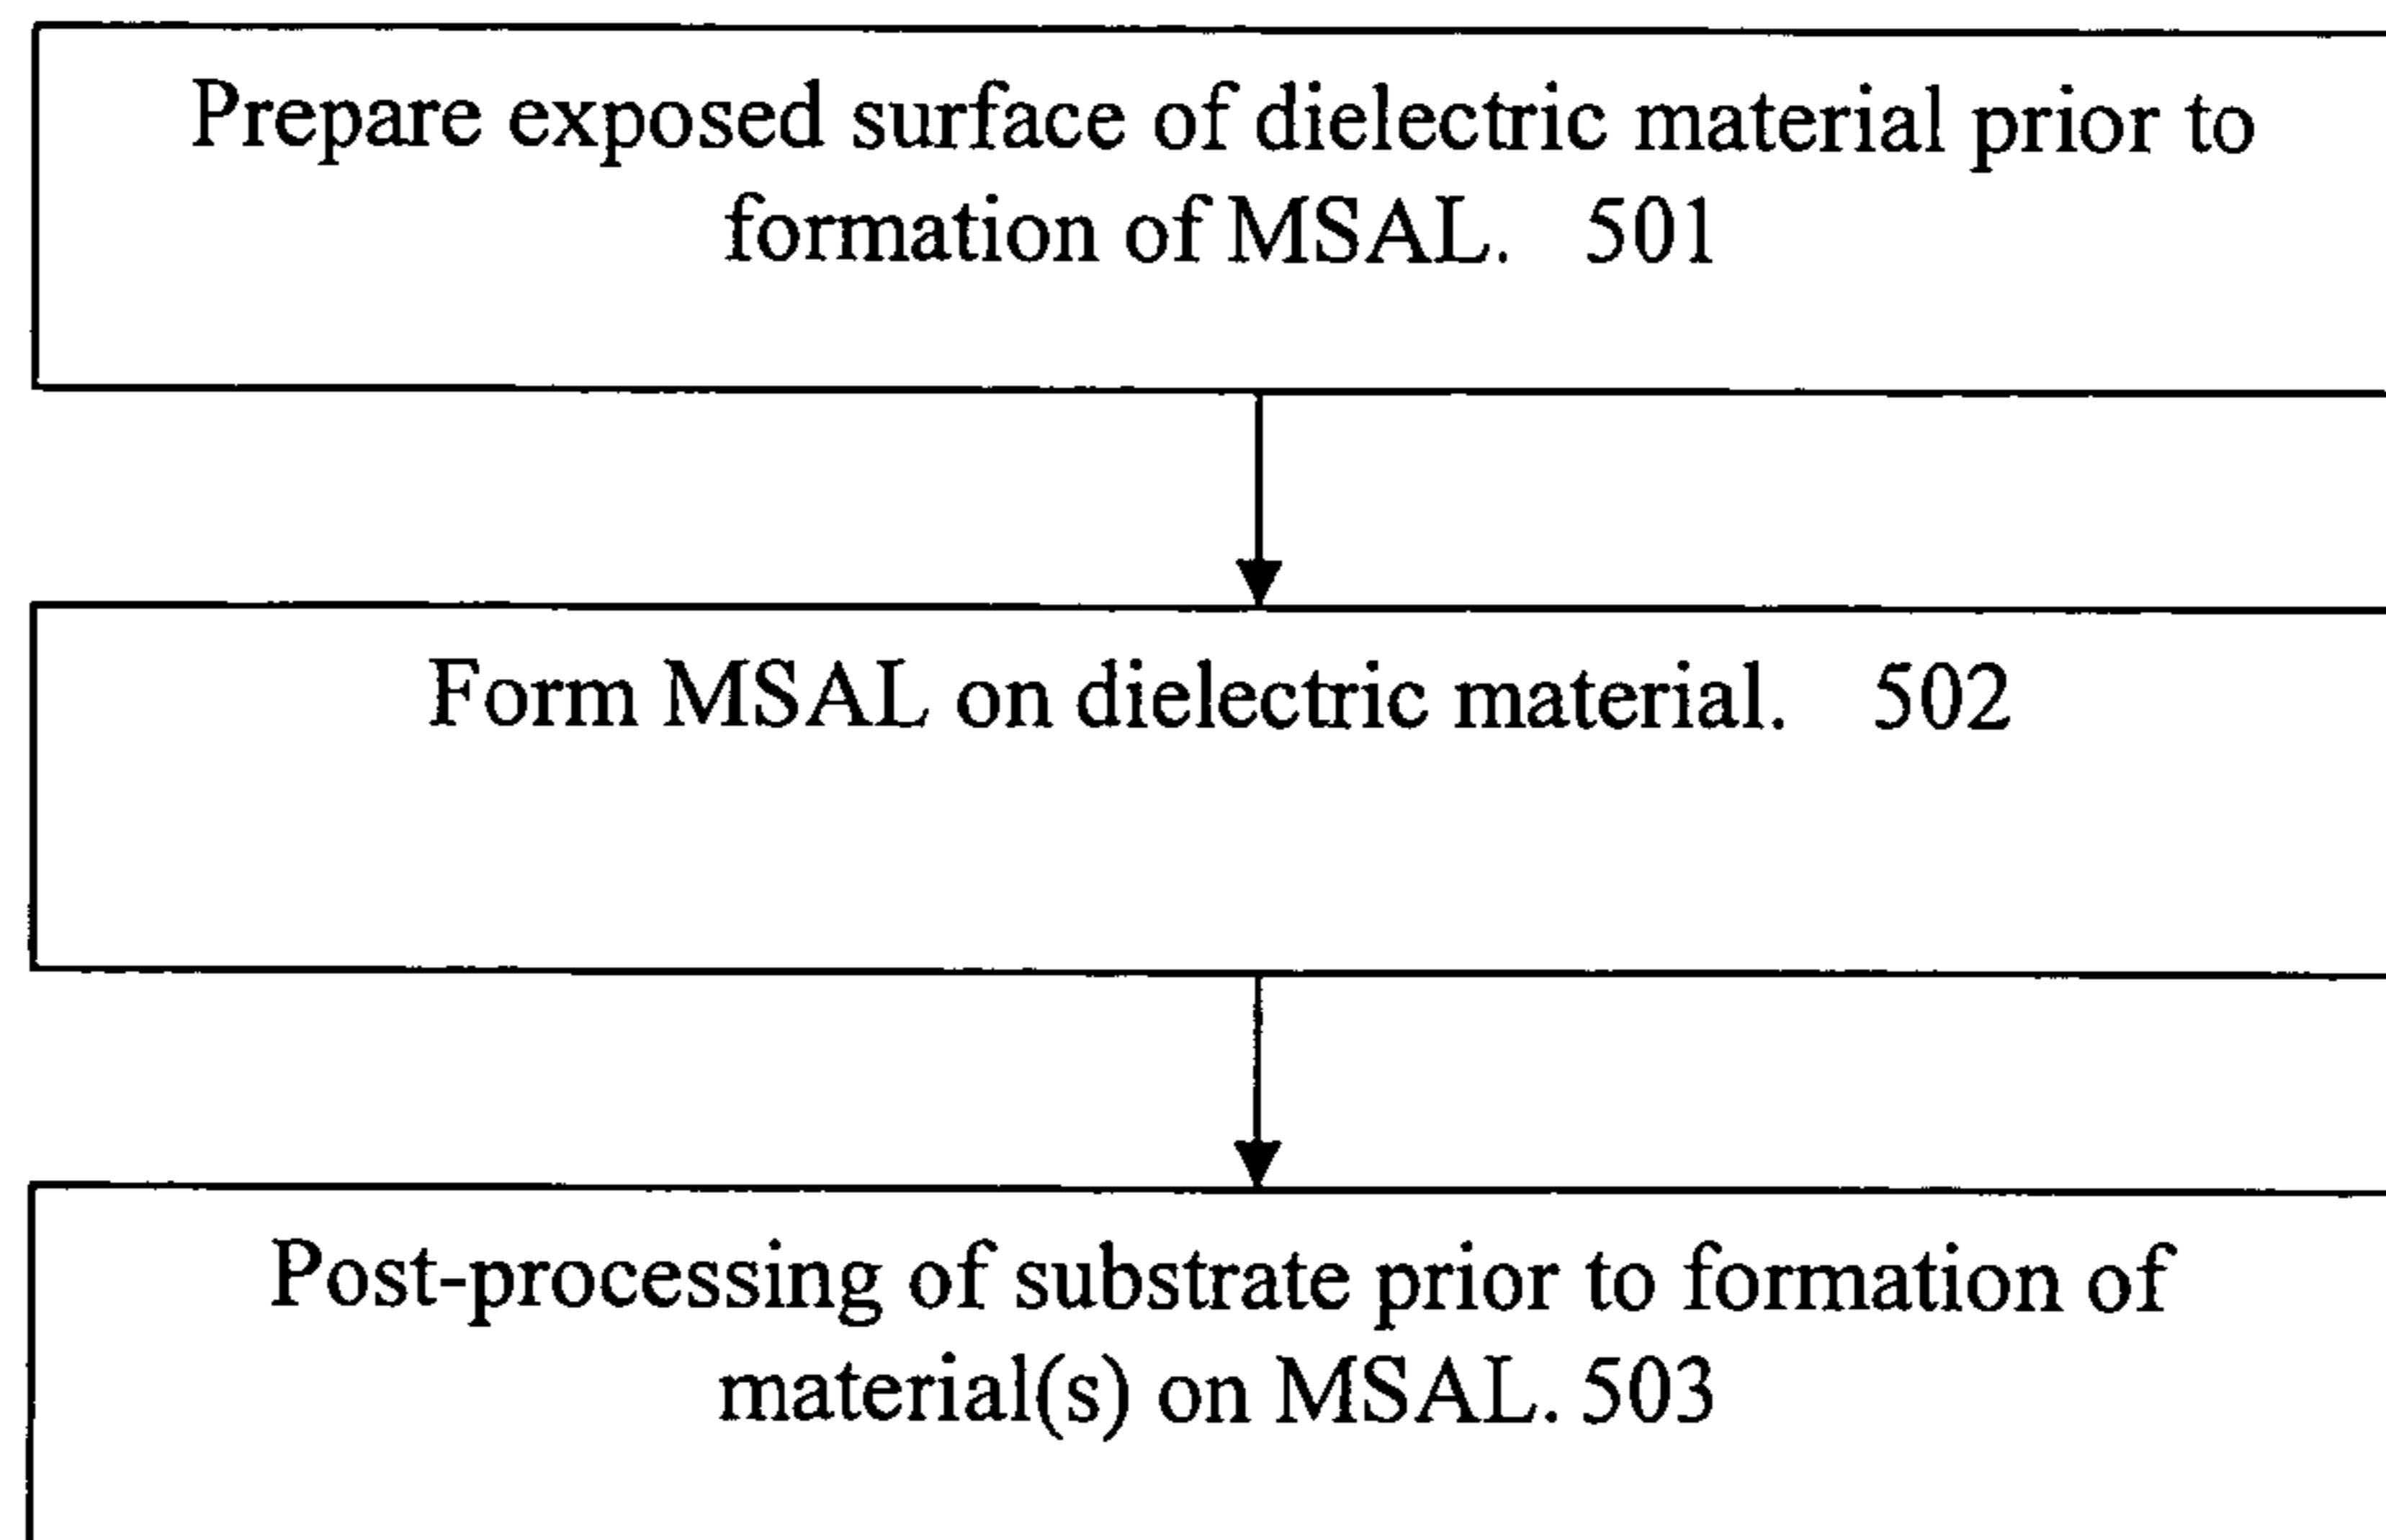 Prepare exposed surface of dielectric material prior to
formation of MSAL. 501
Form MSAL on dielectric material. 502
Post-processing of substrate prior to formation of
material(s) on MSAL. 503